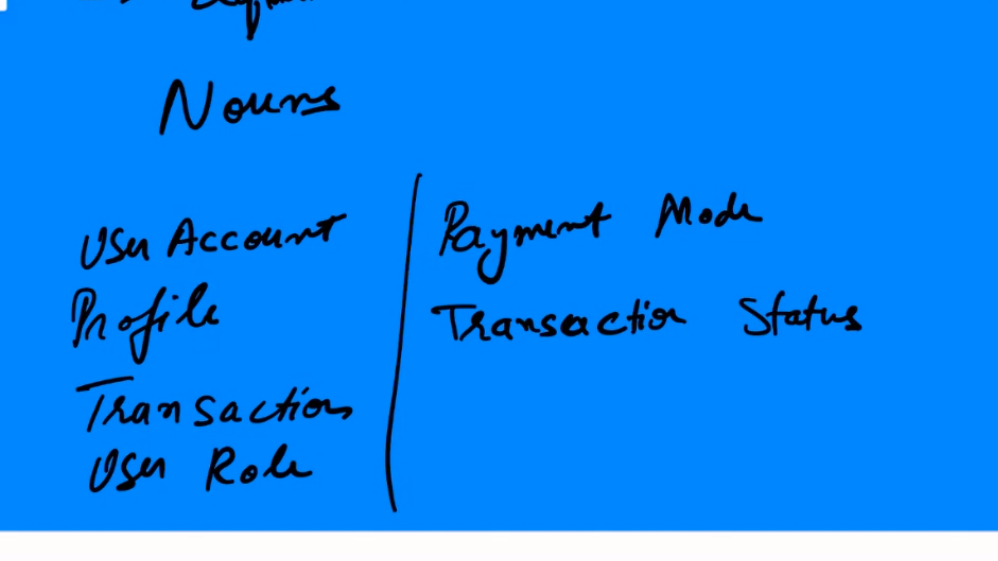 Nouns
User Account
Profile
Transaction
User Role
Payment Mode
Transaction Status